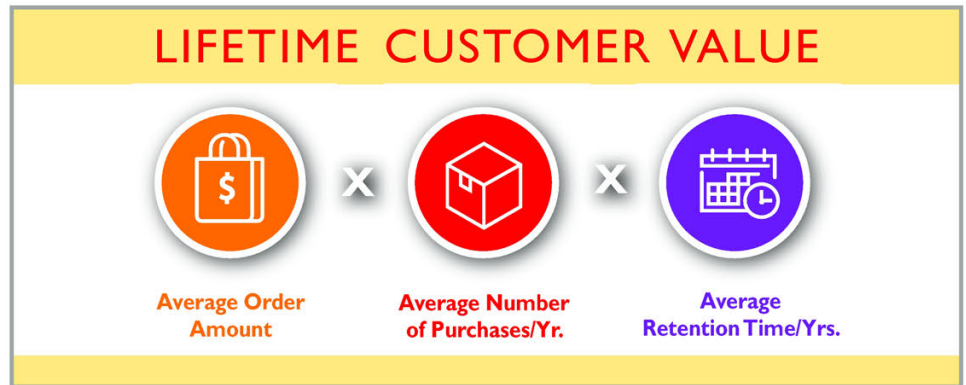 LIFETIME CUSTOMER VALUE
$
x
x
Average Order
Amount
Average Number
of Purchases/Yr.
Average
Retention Time/Yrs.